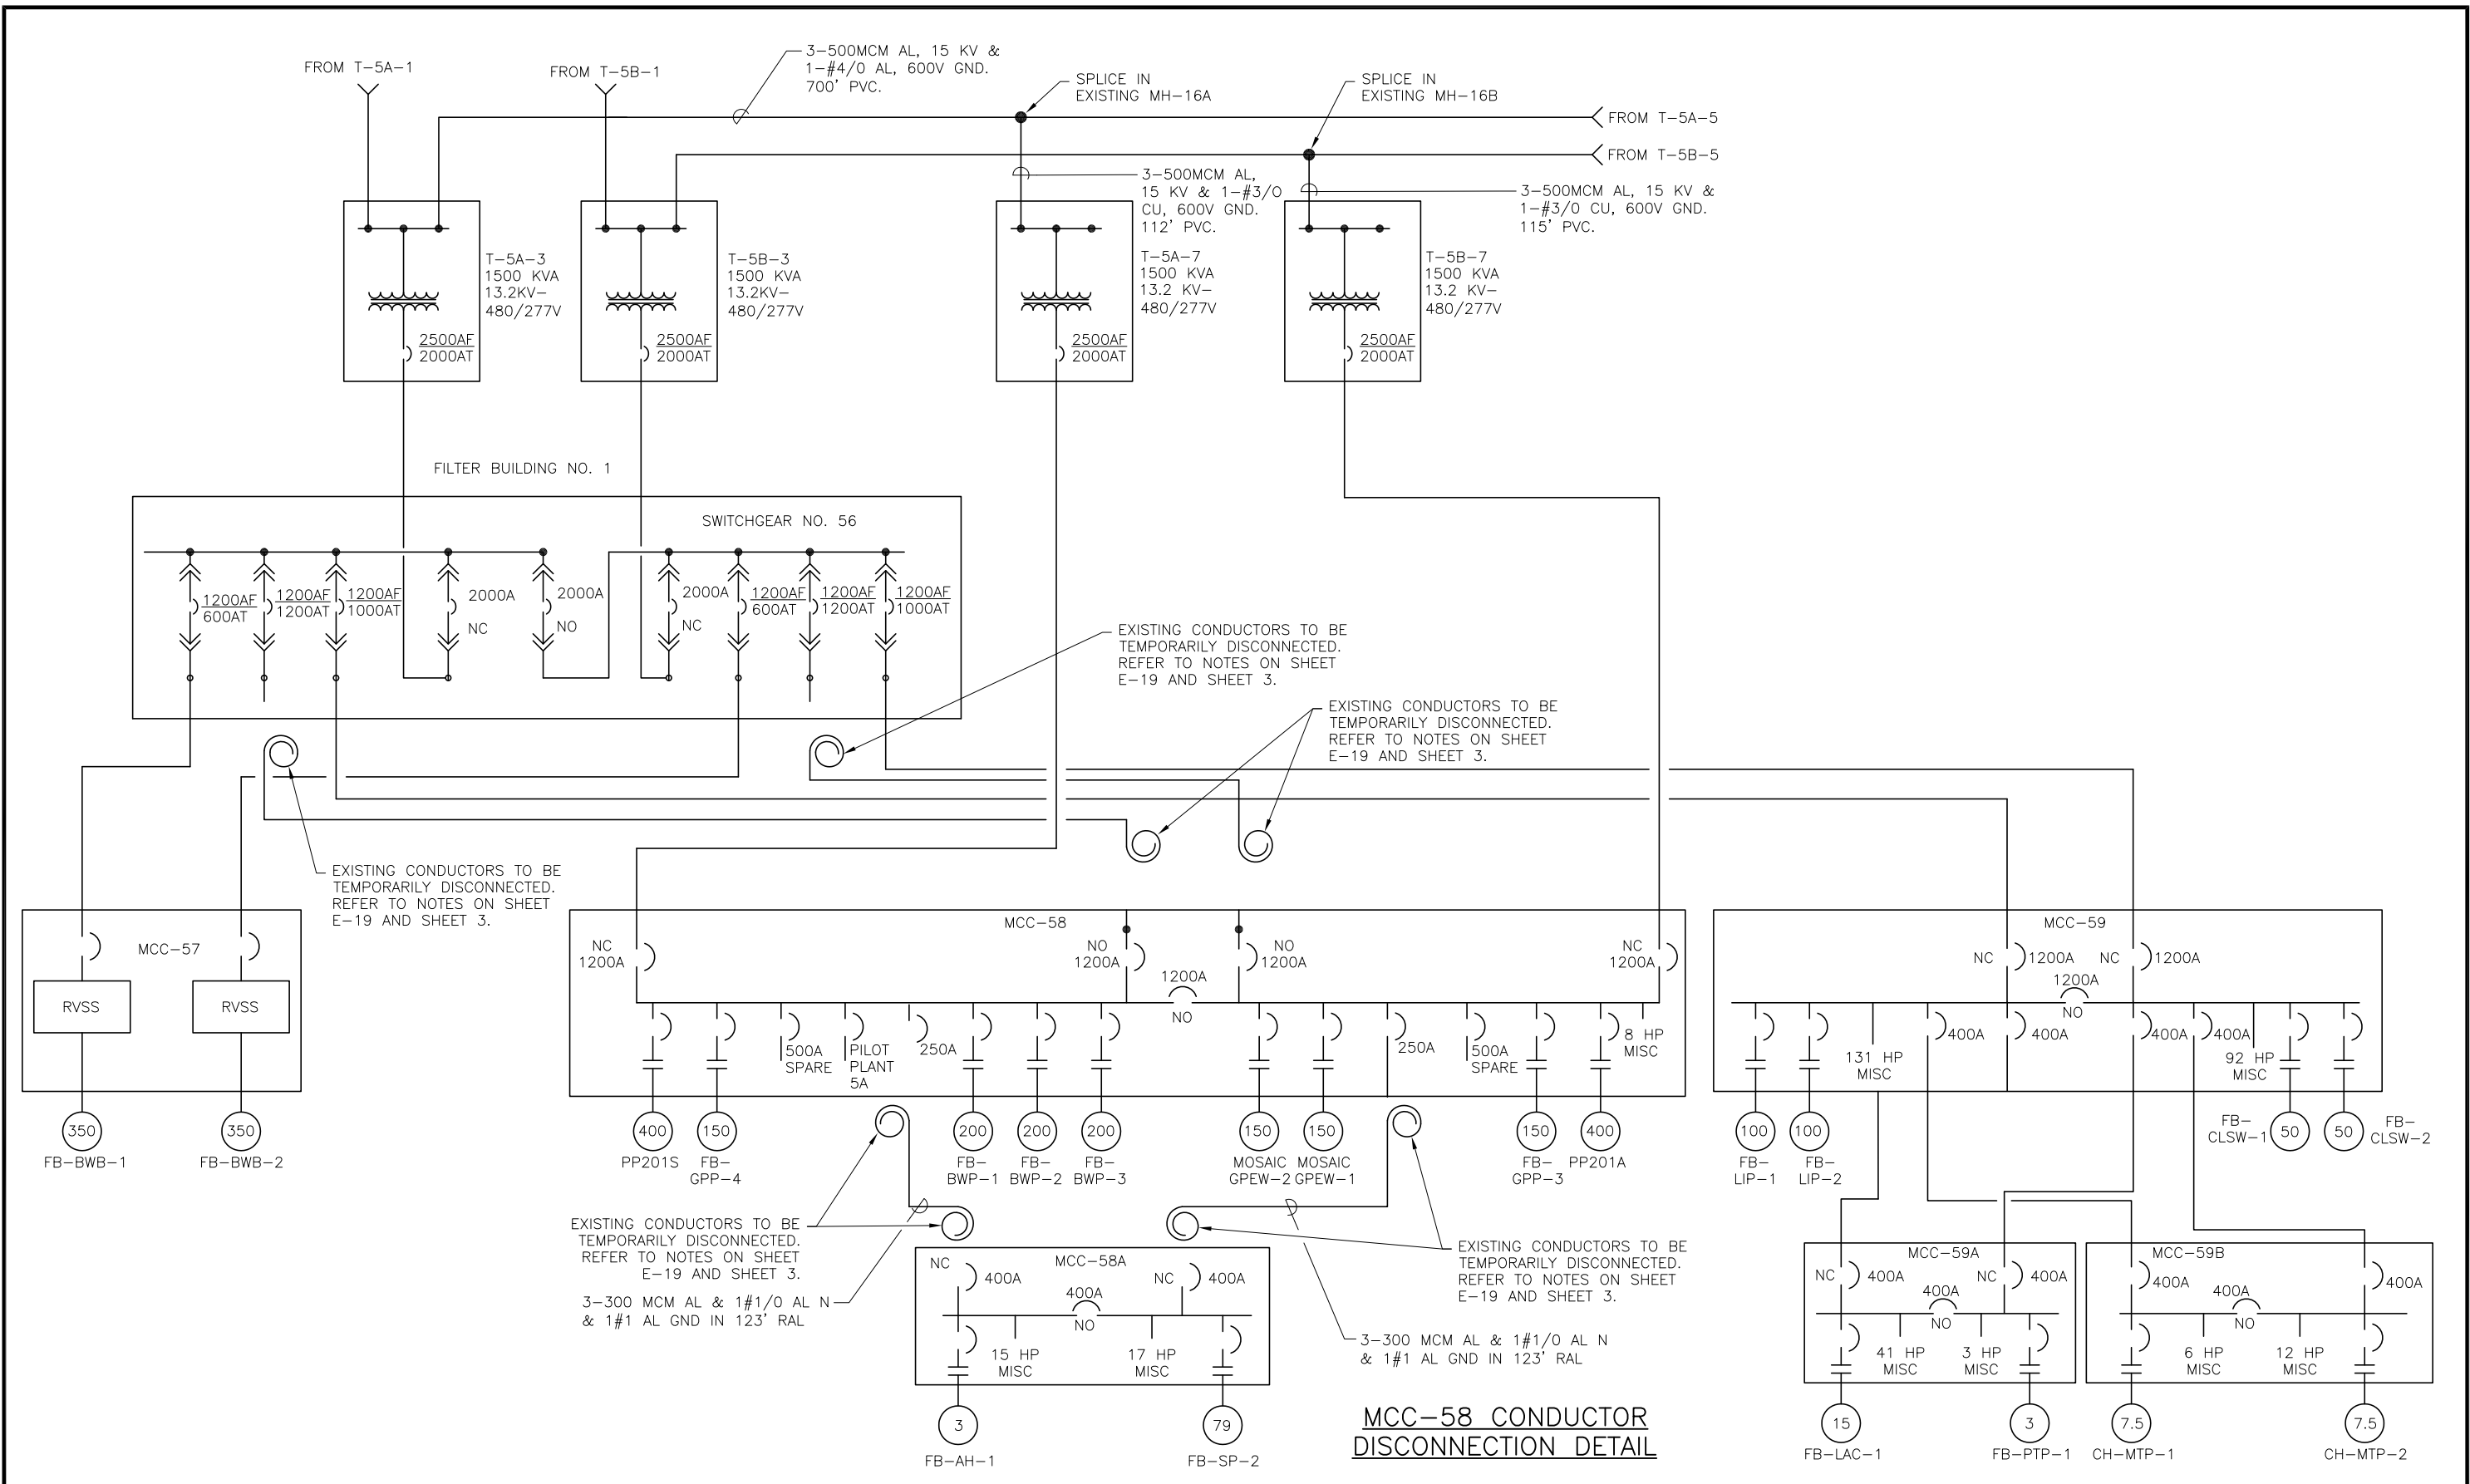 FROM T-5A-1
FROM T-5B-1
3-500MCM AL, 15 KV &
1-#4/0 AL, 600V GND.
700' PVC.
SPLICE IN
EXISTING MH-16A
SPLICE IN
EXISTING MH-16B
FROM T-5A-5
FROM T-5B-5
3-500MCM AL,
15 KV & 1-#3/0
CU, 600V GND.
112' PVC.
3-500MCM AL, 15 KV &
1-#3/0 CU, 600V GND.
115' PVC.
T-5A-3
1500 KVA
13.2KV-
480/277V
2500AF
2000AT
T-5B-3
1500 KVA
13.2KV-
480/277V
2500AF
2000AT
T-5A-7
1500 KVA
13.2 KV-
480/277V
2500AF
2000AT
T-5B-7
1500 KVA
13.2 KV-
480/277V
2500AF
2000AT
FILTER BUILDING NO. 1
SWITCHGEAR NO. 56
1200AF
600AT
1200AF
1200AT
1200AF
1000AT
2000A
NC
2000A
NO
2000A
NC
1200AF
600AT
1200AF
1200AT
1200AF
1000AT
EXISTING CONDUCTORS TO BE
TEMPORARILY DISCONNECTED.
REFER TO NOTES ON SHEET
E-19 AND SHEET 3.
EXISTING CONDUCTORS TO BE
TEMPORARILY DISCONNECTED.
REFER TO NOTES ON SHEET
E-19 AND SHEET 3.
EXISTING CONDUCTORS TO BE
TEMPORARILY DISCONNECTED.
REFER TO NOTES ON SHEET
E-19 AND SHEET 3.
MCC-57
RVSS
RVSS
350
FB-BWB-1
350
FB-BWB-2
MCC-58
NC
1200A
NO
1200A
1200A
NO
NO
1200A
NC
1200A
500A
SPARE
PILOT
PLANT
5A
250A
250A
500A
SPARE
8 HP
MISC
400
PP201S
150
FB-
GPP-4
200
FB-
BWP-1
200
FB-
BWP-2
200
FB-
BWP-3
150
MOSAIC
GPEW-2
150
MOSAIC
GPEW-1
150
FB-
GPP-3
400
PP201A
MCC-59
NC
1200A
NC
1200A
1200A
NO
131 HP
MISC
400A
400A
400A
400A
92 HP
MISC
100
FB-
LIP-1
100
FB-
LIP-2
FB-
CLSW-1
50
50
FB-
CLSW-2
EXISTING CONDUCTORS TO BE
TEMPORARILY DISCONNECTED.
REFER TO NOTES ON SHEET
E-19 AND SHEET 3.
3-300 MCM AL & 1#1/0 AL N
& 1#1 AL GND IN 123' RAL
MCC-58A
NC
400A
NC
400A
400A
NO
15 HP
MISC
17 HP
MISC
3
FB-AH-1
79
FB-SP-2
EXISTING CONDUCTORS TO BE
TEMPORARILY DISCONNECTED.
REFER TO NOTES ON SHEET
E-19 AND SHEET 3.
3-300 MCM AL & 1#1/0 AL N
& 1#1 AL GND IN 123' RAL
MCC-59A
NC
400A
NC
400A
400A
NO
41 HP
MISC
3 HP
MISC
15
FB-LAC-1
3
FB-PTP-1
MCC-59B
400A
400A
400A
NO
6 HP
MISC
12 HP
MISC
7.5
CH-MTP-1
7.5
CH-MTP-2
MCC-58 CONDUCTOR
DISCONNECTION DETAIL